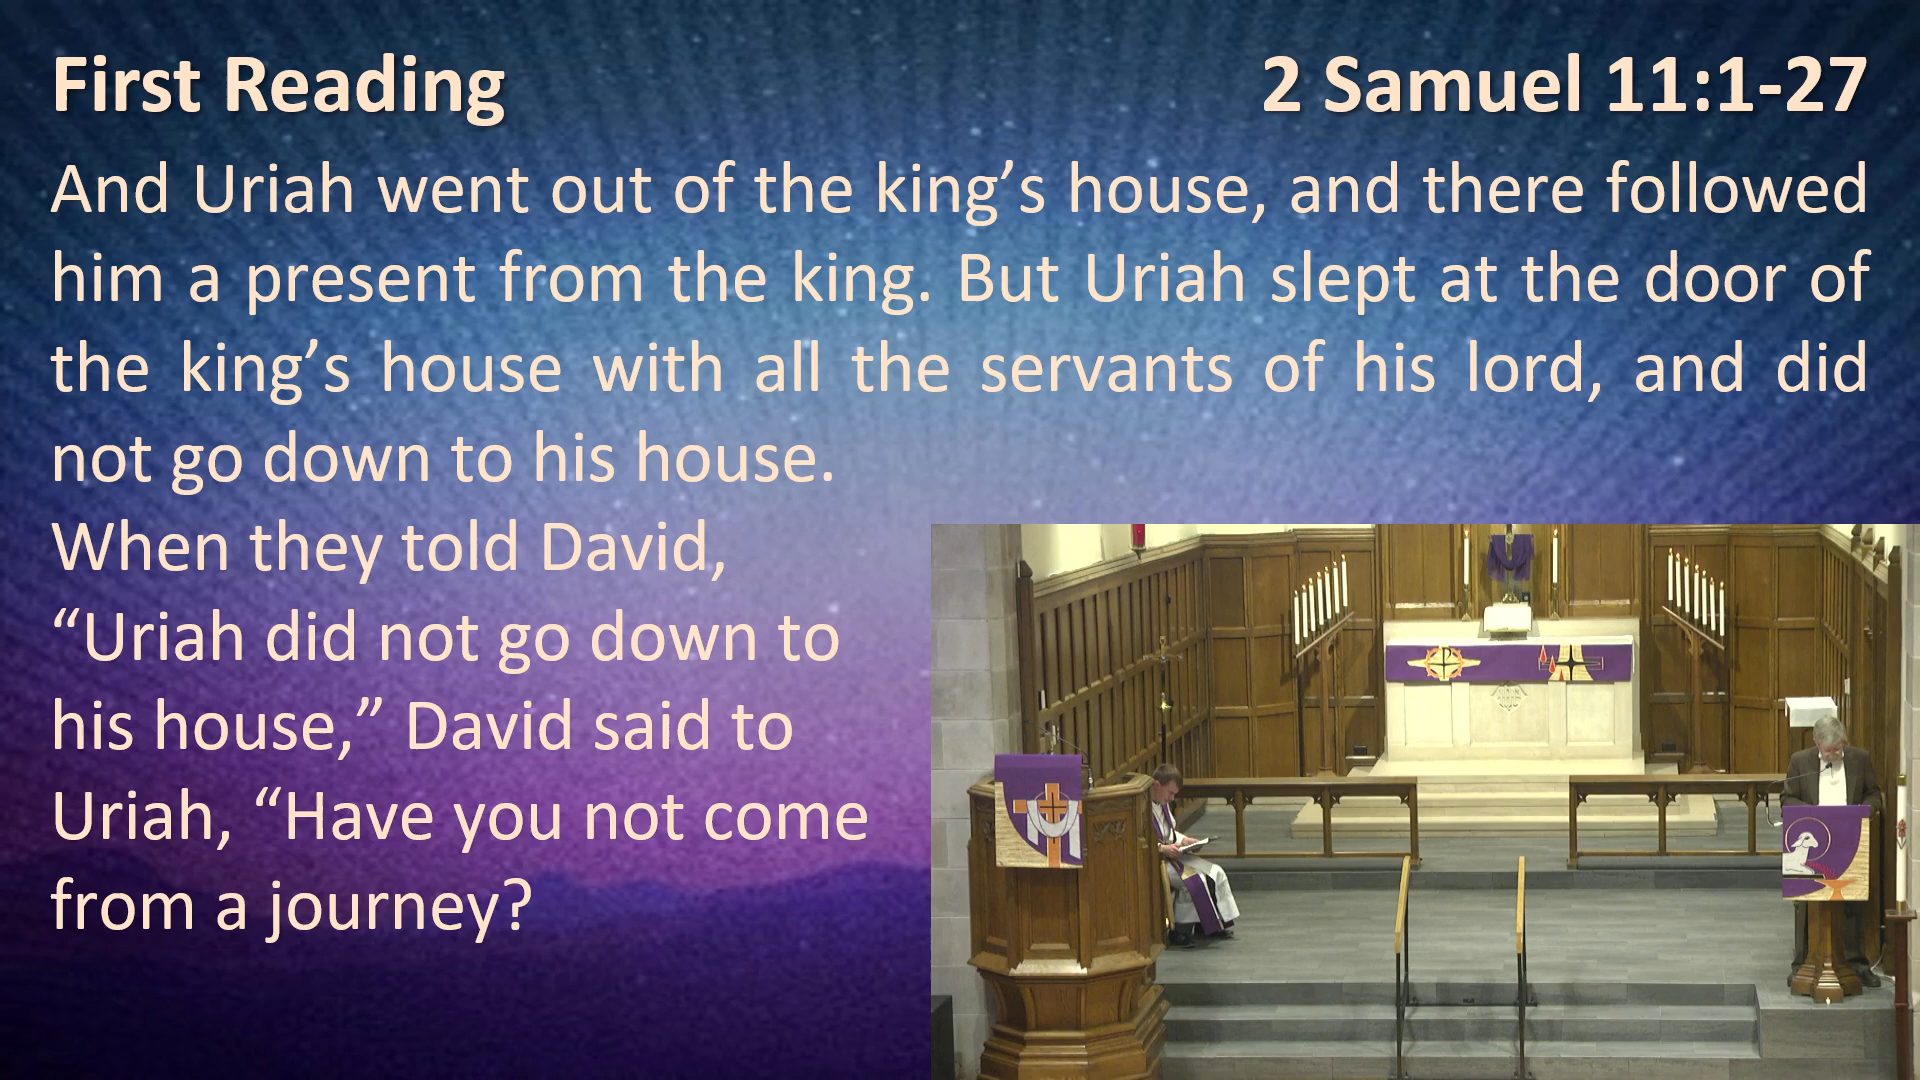 First Reading 2 Samuel 11:1-27
And Uriah went out of the king’s house, and there followed
him a present from the king. But Uriah slept at the door of
the king’s house with all the servants of his lord, and did
not go down to his house.
When they told David,
“Uriah did not go down to
his house,” David said to
Uriah, “Have you not come
from a journey?